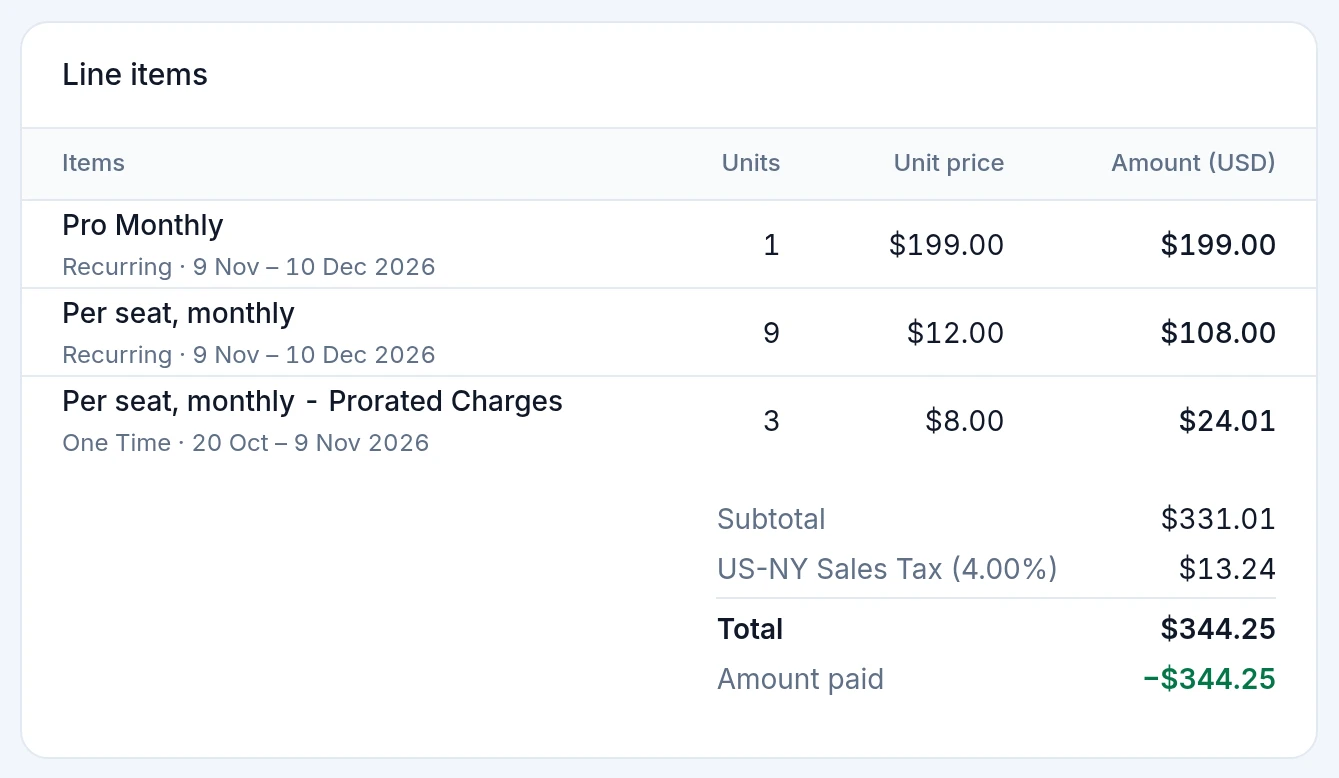 Line items
Items Units Unit price Amount (USD)
Pro Monthly
Recurring · 9 Nov – 10 Dec 2026
1 $199.00 $199.00
Per seat, monthly
Recurring · 9 Nov – 10 Dec 2026
9 $12.00 $108.00
Per seat, monthly - Prorated Charges
One Time · 20 Oct – 9 Nov 2026
3 $8.00 $24.01
Subtotal $331.01
US-NY Sales Tax (4.00%) $13.24
Total $344.25
Amount paid −$344.25